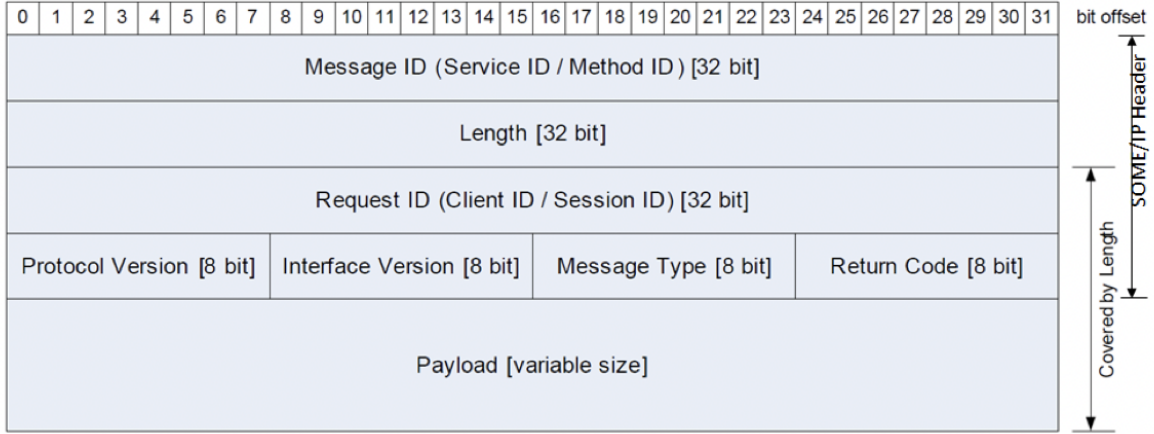 0 1 2 3 4 5 6 7 8 9 10 11 12 13 14 15 16 17 18 19 20 21 22 23 24 25 26 27 28 29 30 31 bit offset
Message ID (Service ID / Method ID) [32 bit]
Length [32 bit]
Request ID (Client ID / Session ID) [32 bit]
Protocol Version [8 bit] Interface Version [8 bit] Message Type [8 bit] Return Code [8 bit]
Payload [variable size]
SOME/IP Header
Covered by Length